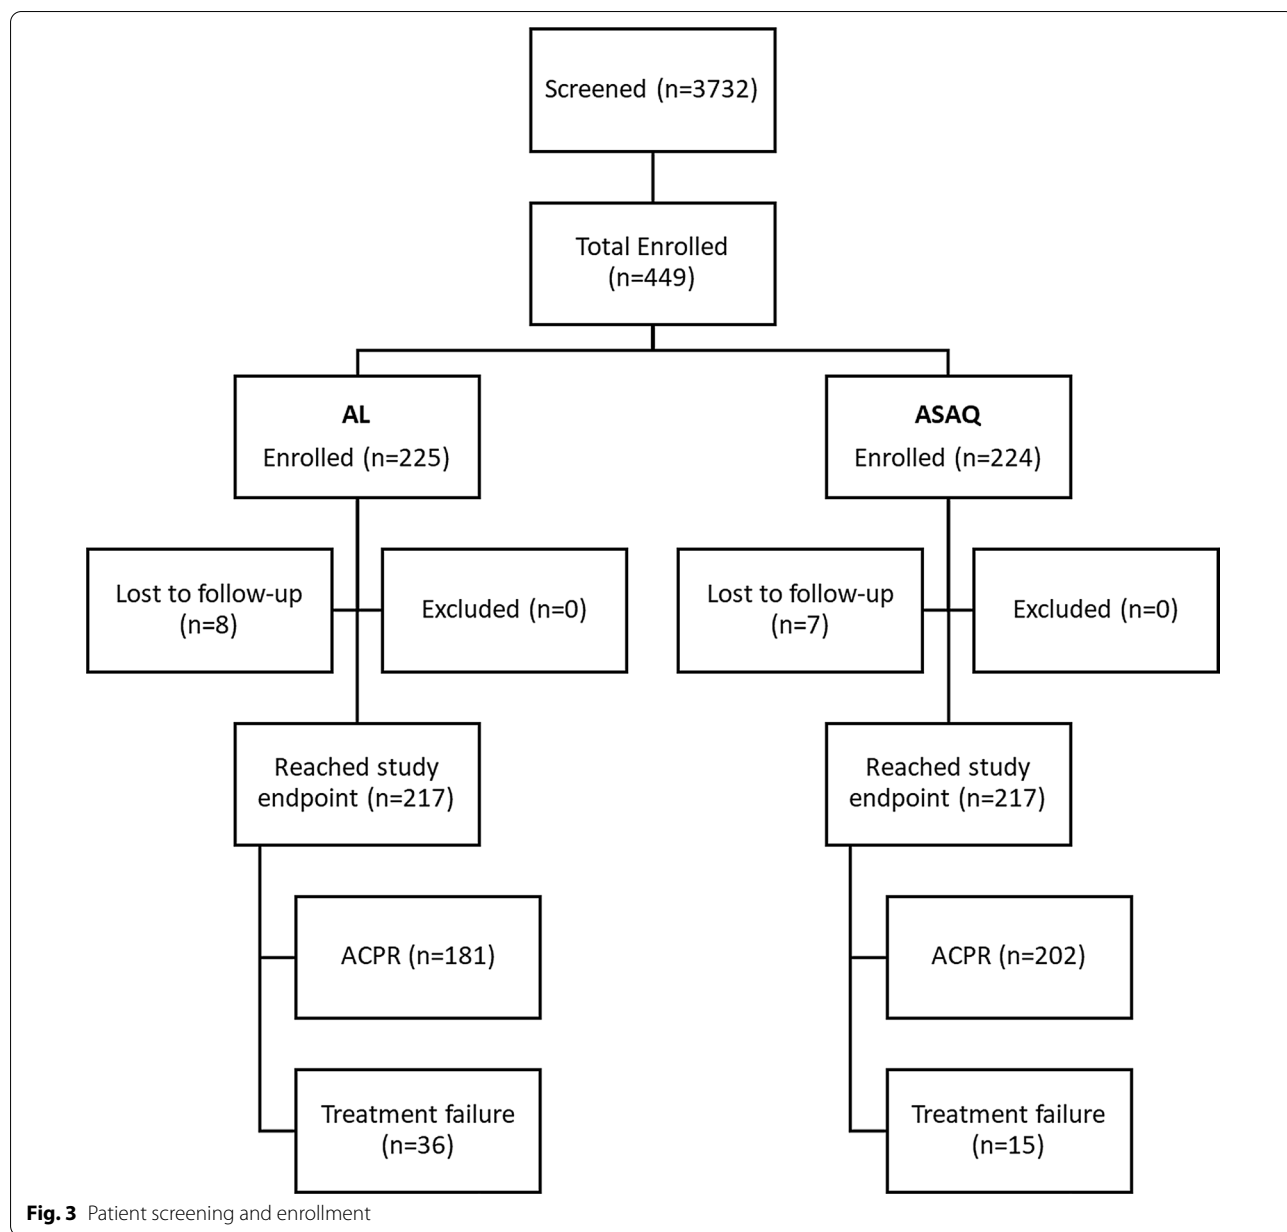 Screened (n=3732)
Total Enrolled
(n=449)
AL
Enrolled (n=225)
ASAQ
Enrolled (n=224)
Lost to follow-up
(n=8)
Excluded (n=0)
Lost to follow-up
(n=7)
Excluded (n=0)
Reached study
endpoint (n=217)
Reached study
endpoint (n=217)
ACPR (n=181)
ACPR (n=202)
Treatment failure
(n=36)
Treatment failure
(n=15)
Fig. 3 Patient screening and enrollment